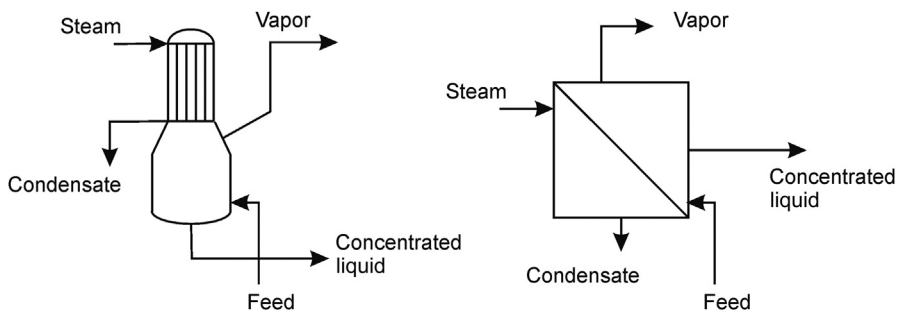 Steam
Vapor
Condensate
Concentrated
liquid
Feed
Vapor
Steam
Concentrated
liquid
Condensate
Feed